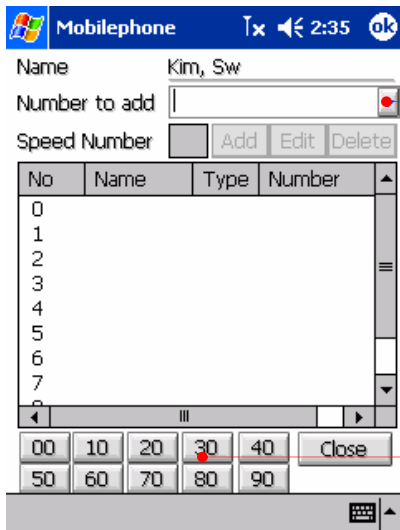 Mobilephone 2:35 ok
Name Kim, Sw
Number to add
Speed Number Add Edit Delete
No Name Type Number
0
1
2
3
4
5
6
7
00 10 20 30 40 Close
50 60 70 80 90